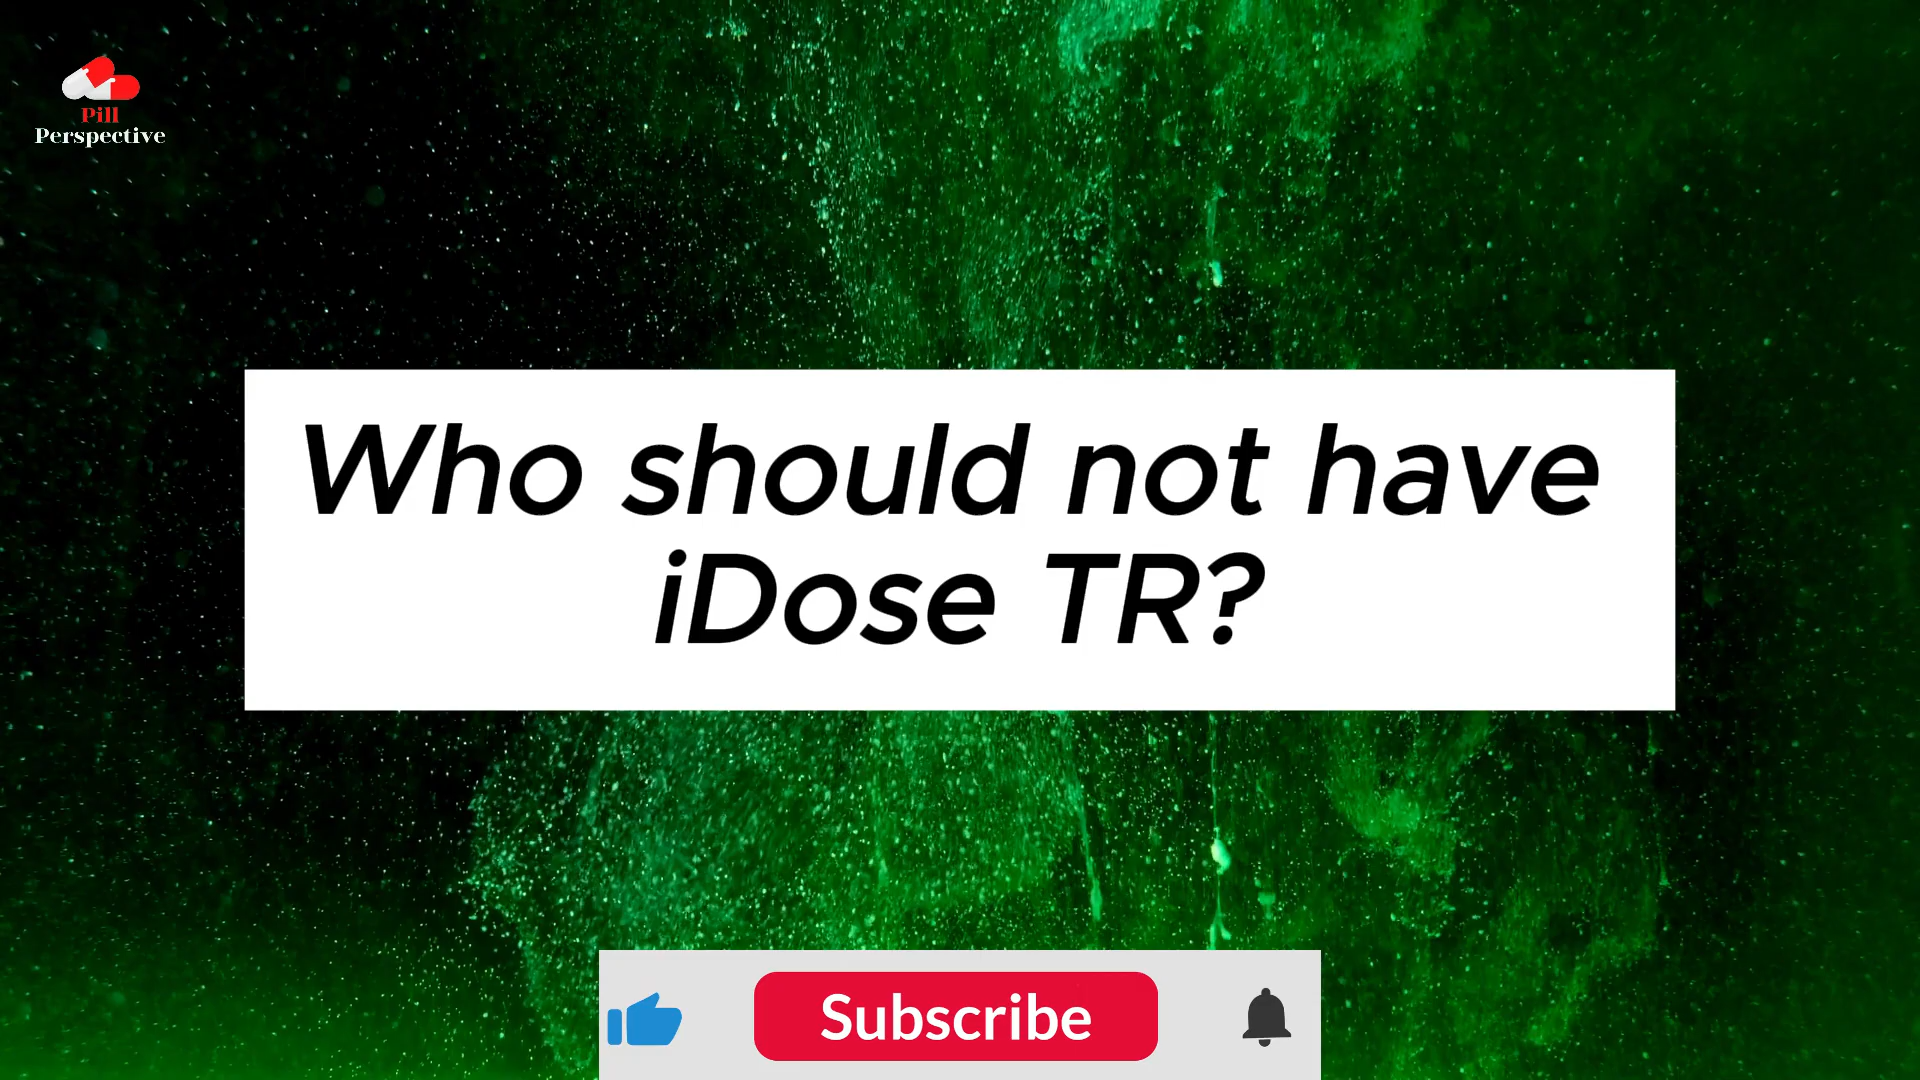 Pill
Perspective
Who should not have
iDose TR?
Subscribe